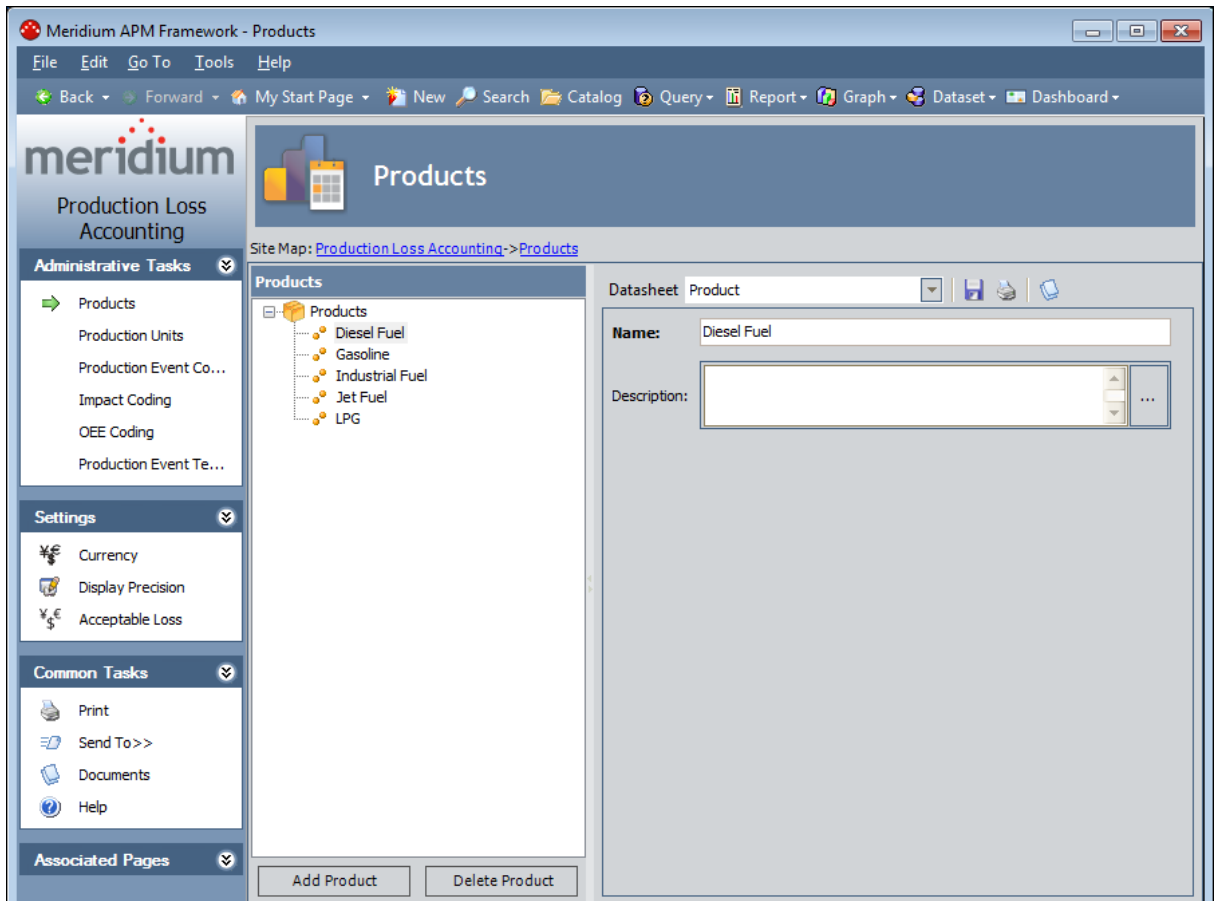 Meridium APM Framework - Products
File Edit Go To Tools Help
Back Forward My Start Page New Search Catalog Query Report Graph Dataset Dashboard
meridium
Production Loss
Accounting
Products
Site Map: Production Loss Accounting->Products
Administrative Tasks
Products
Production Units
Production Event Co...
Impact Coding
OEE Coding
Production Event Te...
Settings
Currency
Display Precision
Acceptable Loss
Common Tasks
Print
Send To>>
Documents
Help
Associated Pages
Products
Products
Diesel Fuel
Gasoline
Industrial Fuel
Jet Fuel
LPG
Add Product Delete Product
Datasheet Product
Name: Diesel Fuel
Description: ...